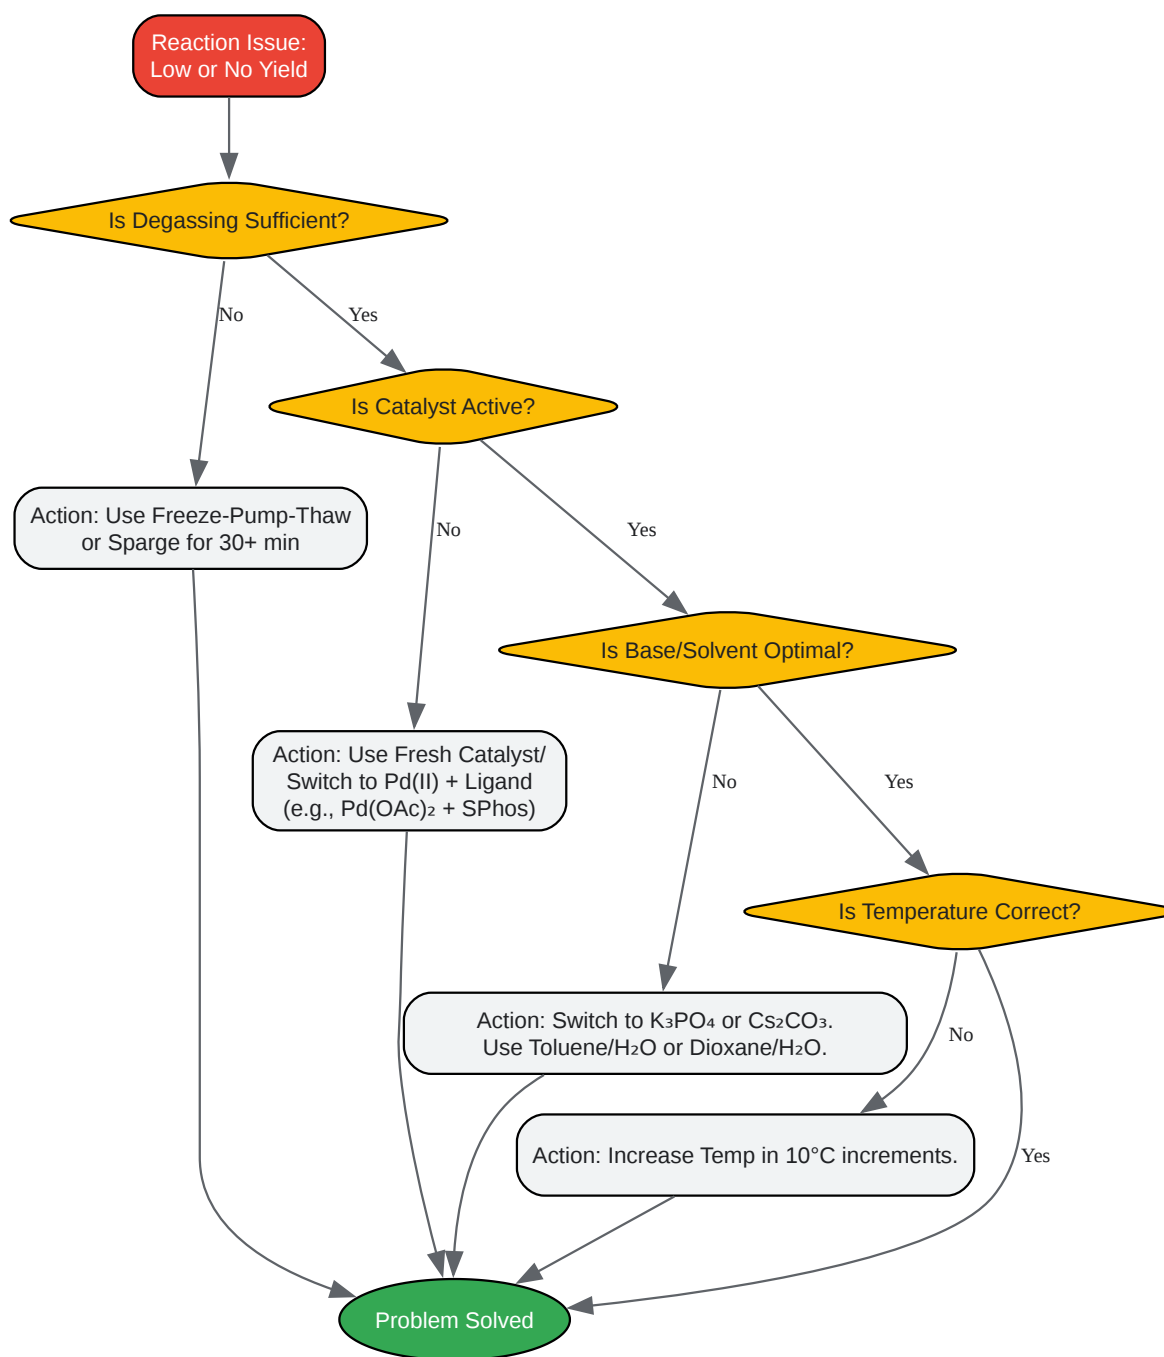 Reaction Issue:
Low or No Yield
Is Degassing Sufficient?
No
Yes
Is Catalyst Active?
Action: Use Freeze-Pump-Thaw
or Sparge for 30+ min
No
Yes
Is Base/Solvent Optimal?
Action: Use Fresh Catalyst/
Switch to Pd(II) + Ligand
(e.g., Pd(OAc)₂ + SPhos)
No
Yes
Is Temperature Correct?
Action: Switch to K₃PO₄ or Cs₂CO₃.
Use Toluene/H₂O or Dioxane/H₂O.
No
Action: Increase Temp in 10°C increments.
Yes
Problem Solved